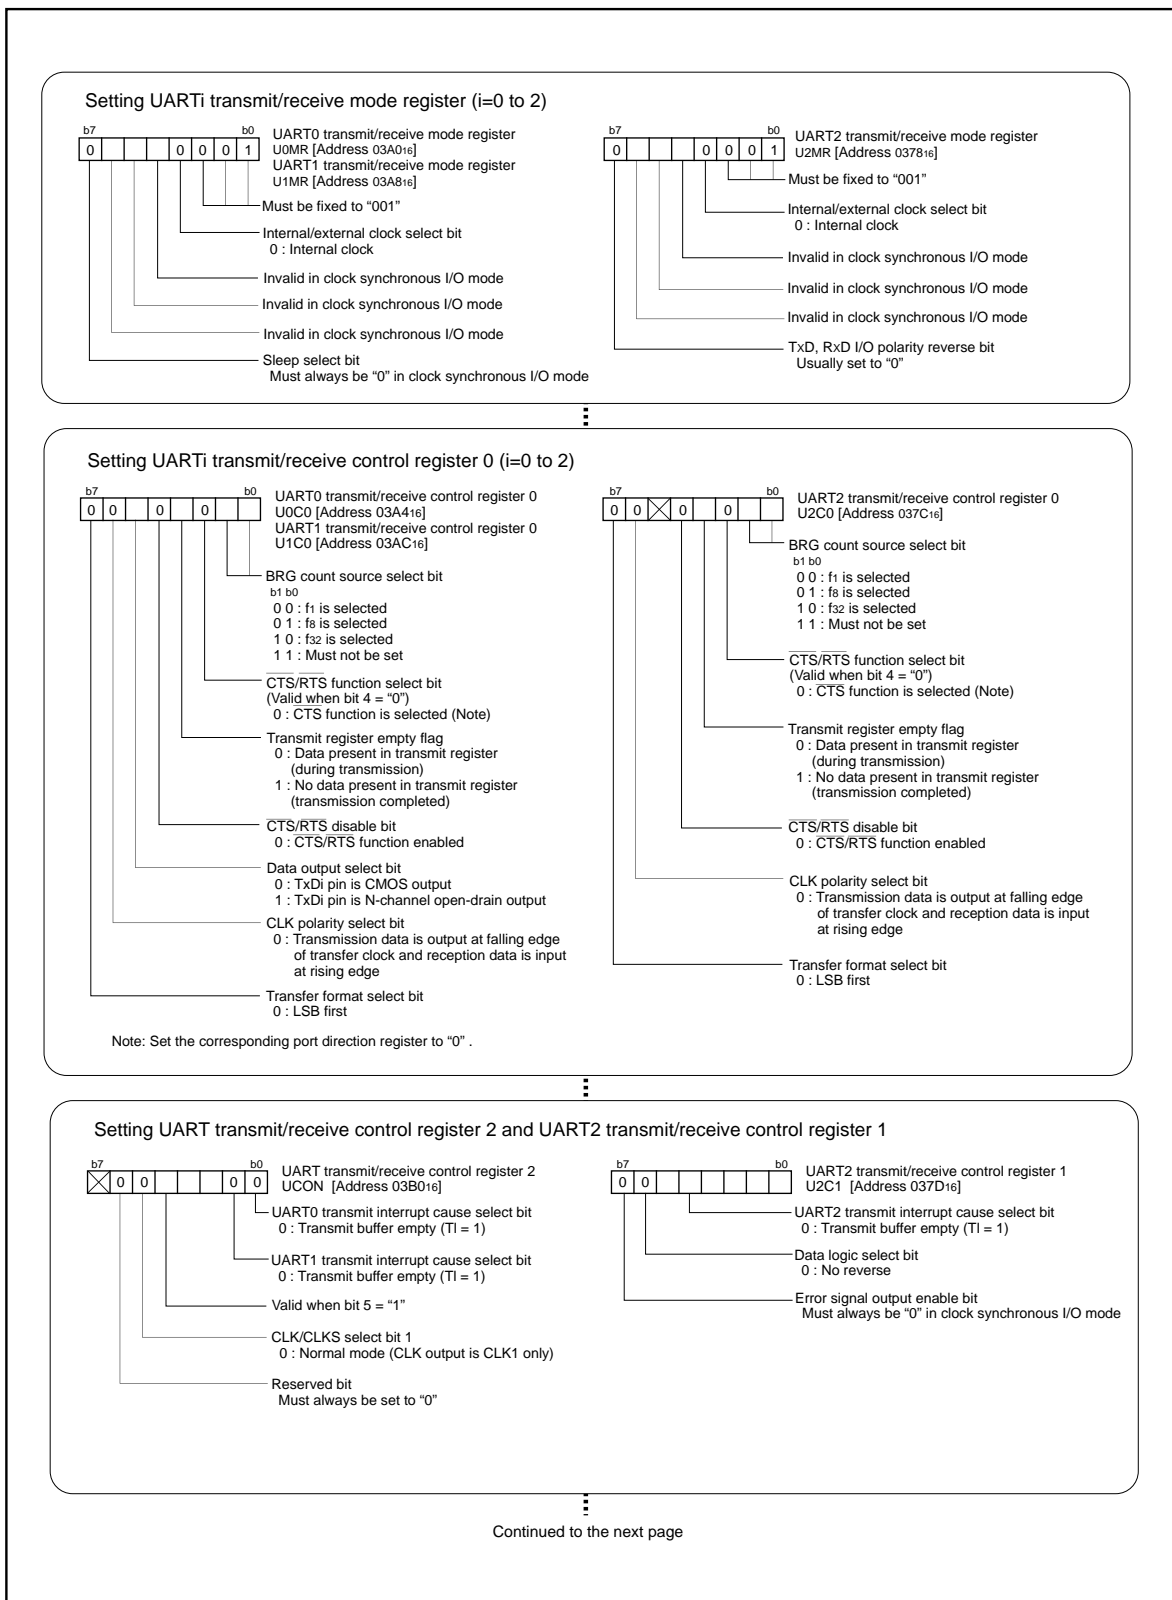 Setting UARTi transmit/receive mode register (i=0 to 2)
b7 b0
0 0 0 0 1
UART0 transmit/receive mode register
U0MR [Address 03A016]
UART1 transmit/receive mode register
U1MR [Address 03A816]
Must be fixed to “001”
Internal/external clock select bit
0 : Internal clock
Invalid in clock synchronous I/O mode
Invalid in clock synchronous I/O mode
Invalid in clock synchronous I/O mode
Sleep select bit
Must always be “0” in clock synchronous I/O mode
b7 b0
0 0 0 0 1
UART2 transmit/receive mode register
U2MR [Address 037816]
Must be fixed to “001”
Internal/external clock select bit
0 : Internal clock
Invalid in clock synchronous I/O mode
Invalid in clock synchronous I/O mode
Invalid in clock synchronous I/O mode
TxD, RxD I/O polarity reverse bit
Usually set to “0”
Setting UARTi transmit/receive control register 0 (i=0 to 2)
b7 b0
0 0 0 0
UART0 transmit/receive control register 0
U0C0 [Address 03A416]
UART1 transmit/receive control register 0
U1C0 [Address 03AC16]
BRG count source select bit
b1 b0
0 0 : f1 is selected
0 1 : f8 is selected
1 0 : f32 is selected
1 1 : Must not be set
CTS/RTS function select bit
(Valid when bit 4 = “0”)
0 : CTS function is selected (Note)
Transmit register empty flag
0 : Data present in transmit register
(during transmission)
1 : No data present in transmit register
(transmission completed)
CTS/RTS disable bit
0 : CTS/RTS function enabled
Data output select bit
0 : TxDi pin is CMOS output
1 : TxDi pin is N-channel open-drain output
CLK polarity select bit
0 : Transmission data is output at falling edge
of transfer clock and reception data is input
at rising edge
Transfer format select bit
0 : LSB first
Note: Set the corresponding port direction register to “0” .
b7 b0
0 0 0 0
UART2 transmit/receive control register 0
U2C0 [Address 037C16]
BRG count source select bit
b1 b0
0 0 : f1 is selected
0 1 : f8 is selected
1 0 : f32 is selected
1 1 : Must not be set
CTS/RTS function select bit
(Valid when bit 4 = “0”)
0 : CTS function is selected (Note)
Transmit register empty flag
0 : Data present in transmit register
(during transmission)
1 : No data present in transmit register
(transmission completed)
CTS/RTS disable bit
0 : CTS/RTS function enabled
CLK polarity select bit
0 : Transmission data is output at falling edge
of transfer clock and reception data is input
at rising edge
Transfer format select bit
0 : LSB first
Setting UART transmit/receive control register 2 and UART2 transmit/receive control register 1
b7 b0
0 0 0 0
UART transmit/receive control register 2
UCON [Address 03B016]
UART0 transmit interrupt cause select bit
0 : Transmit buffer empty (TI = 1)
UART1 transmit interrupt cause select bit
0 : Transmit buffer empty (TI = 1)
Valid when bit 5 = “1”
CLK/CLKS select bit 1
0 : Normal mode (CLK output is CLK1 only)
Reserved bit
Must always be set to “0”
b7 b0
0 0
UART2 transmit/receive control register 1
U2C1 [Address 037D16]
UART2 transmit interrupt cause select bit
0 : Transmit buffer empty (TI = 1)
Data logic select bit
0 : No reverse
Error signal output enable bit
Must always be “0” in clock synchronous I/O mode
Continued to the next page